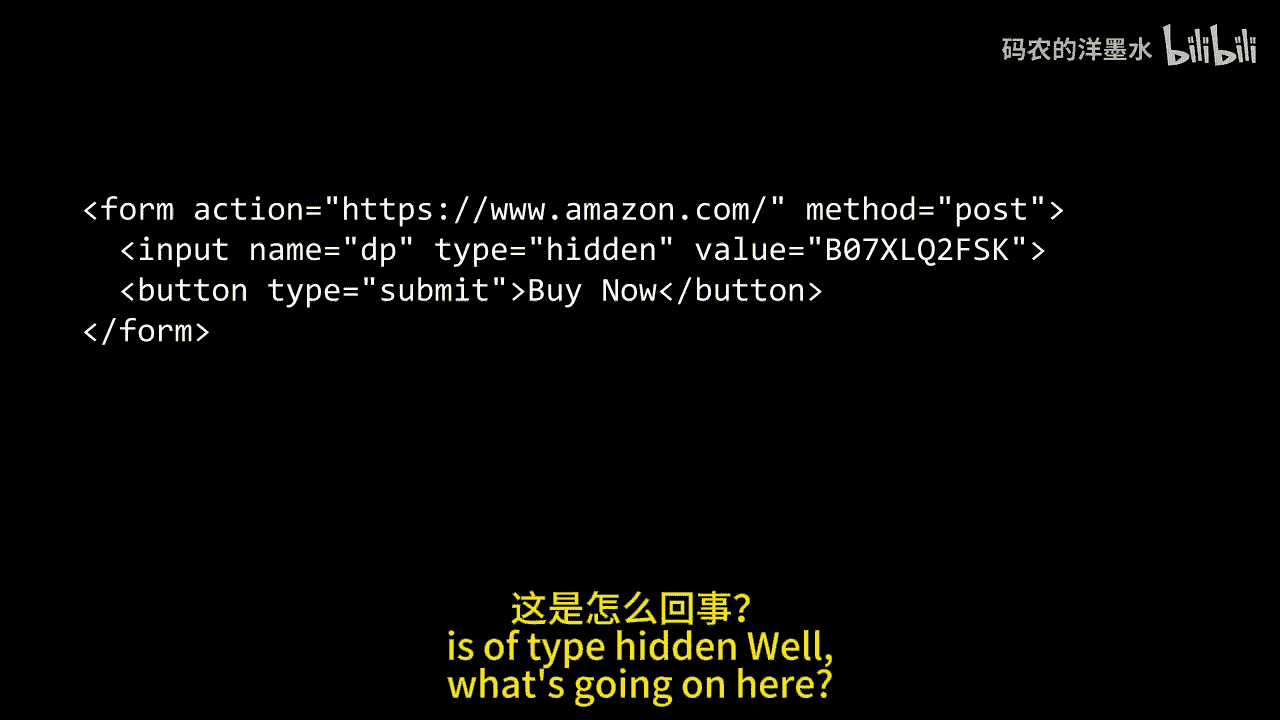 码农的洋墨水 bilibili
<form action="https://www.amazon.com/" method="post">
  <input name="dp" type="hidden" value="B07XLQ2FSK">
  <button type="submit">Buy Now</button>
</form>
这是怎么回事?
is of type hidden Well,
what's going on here?